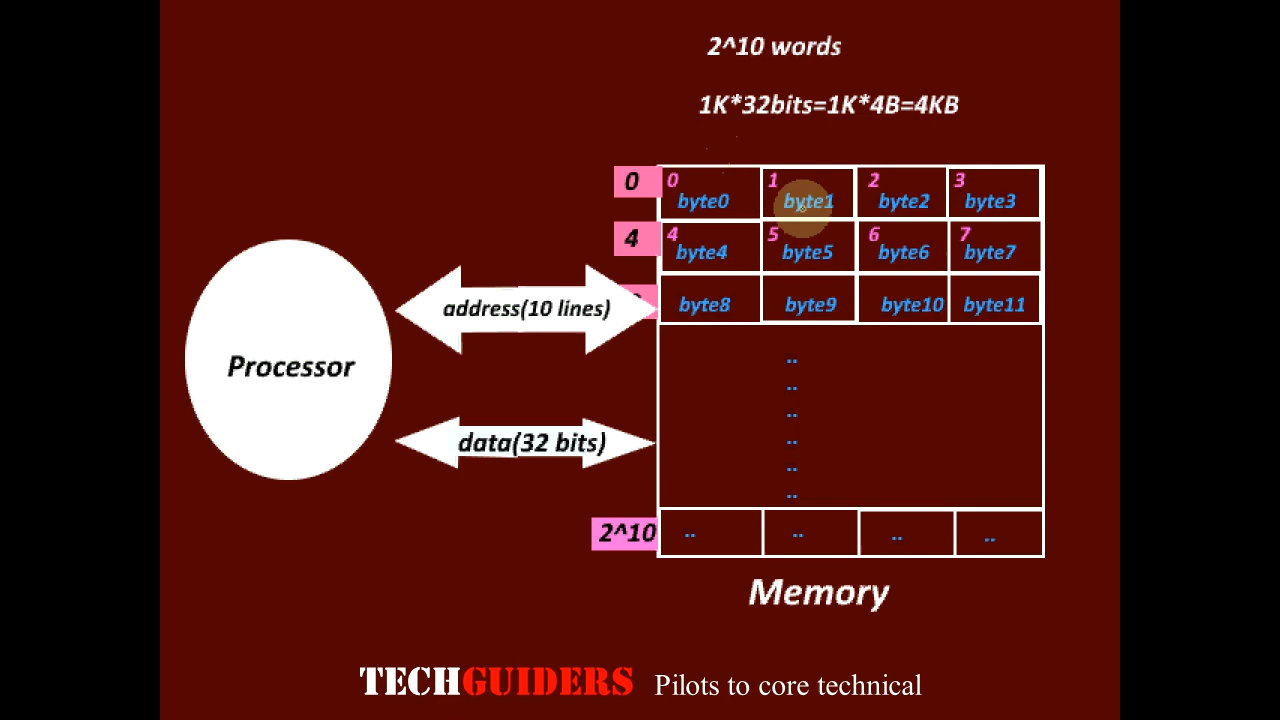 2^10 words
1K*32bits=1K*4B=4KB
0 0 1 2 3
byte0 byte1 byte2 byte3
4 4 5 6 7
byte4 byte5 byte6 byte7
address(10 lines) byte8 byte9 byte10 byte11
Processor
..
..
..
data(32 bits) ..
..
..
2^10 .. .. .. ..
Memory
TECHGUIDERS Pilots to core technical